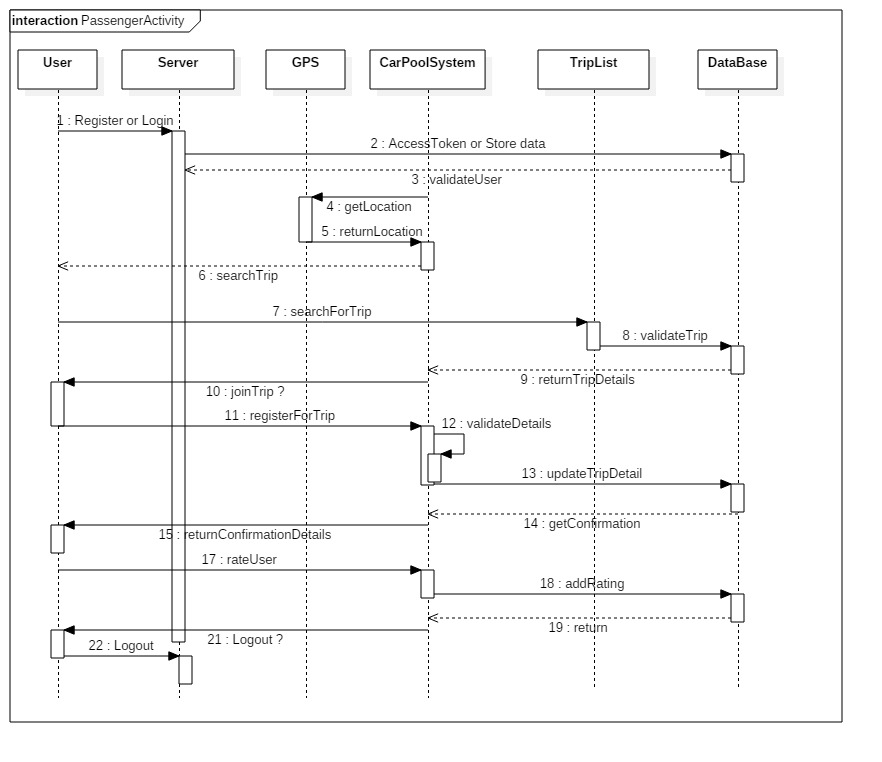 interaction PassengerActivity
User
Server
GPS
CarPoolSystem
TripList
DataBase
1 : Register or Login
2 : AccessToken or Store data
3 : validateUser
4 : getLocation
5 : returnLocation
6 : searchTrip
7 : searchForTrip
8 : validateTrip
9 : returnTripDetails
10 : joinTrip ?
11 : registerForTrip
12 : validateDetails
13 : updateTripDetail
14 : getConfirmation
15 : returnConfirmationDetails
17 : rateUser
18 : addRating
19 : return
21 : Logout ?
22 : Logout